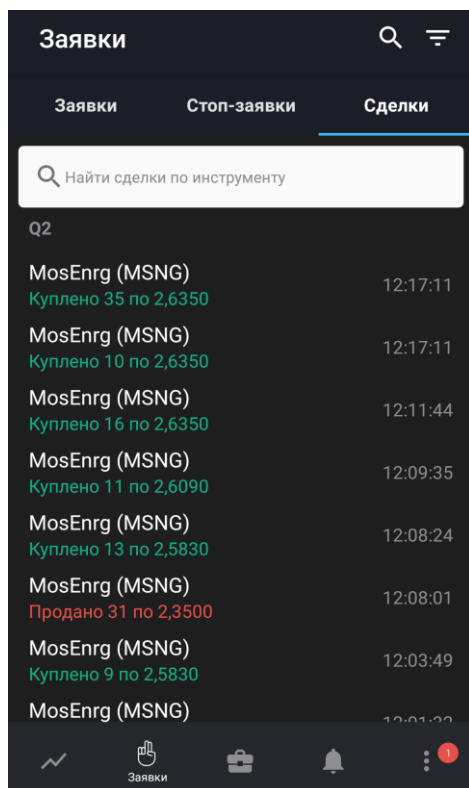 Заявки
Заявки Стоп-заявки Сделки
Найти сделки по инструменту
Q2
MosEnrg (MSNG)
Куплено 35 по 2,6350
12:17:11
MosEnrg (MSNG)
Куплено 10 по 2,6350
12:17:11
MosEnrg (MSNG)
Куплено 16 по 2,6350
12:11:44
MosEnrg (MSNG)
Куплено 11 по 2,6090
12:09:35
MosEnrg (MSNG)
Куплено 13 по 2,5830
12:08:24
MosEnrg (MSNG)
Продано 31 по 2,3500
12:08:01
MosEnrg (MSNG)
Куплено 9 по 2,5830
12:03:49
MosEnrg (MSNG)
Заявки
1